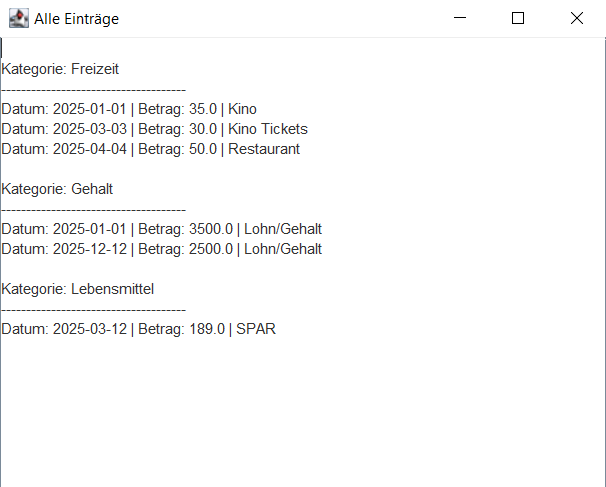 Alle Einträge
Kategorie: Freizeit
-------------------------------------
Datum: 2025-01-01 | Betrag: 35.0 | Kino
Datum: 2025-03-03 | Betrag: 30.0 | Kino Tickets
Datum: 2025-04-04 | Betrag: 50.0 | Restaurant
Kategorie: Gehalt
-------------------------------------
Datum: 2025-01-01 | Betrag: 3500.0 | Lohn/Gehalt
Datum: 2025-12-12 | Betrag: 2500.0 | Lohn/Gehalt
Kategorie: Lebensmittel
-------------------------------------
Datum: 2025-03-12 | Betrag: 189.0 | SPAR